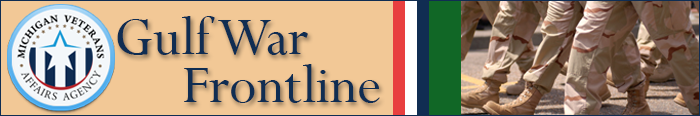 MICHIGAN VETERANS
AFFAIRS AGENCY
Gulf War
Frontline